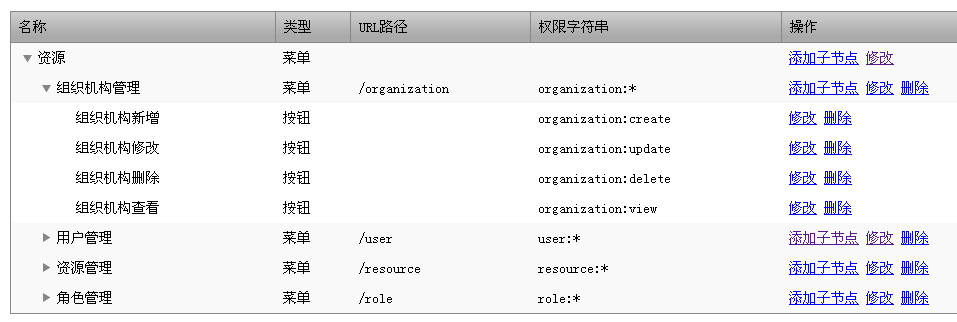 名称 类型 URL路径 权限字符串 操作
资源 菜单 添加子节点 修改
组织机构管理 菜单 /organization organization:* 添加子节点 修改 删除
组织机构新增 按钮 organization:create 修改 删除
组织机构修改 按钮 organization:update 修改 删除
组织机构删除 按钮 organization:delete 修改 删除
组织机构查看 按钮 organization:view 修改 删除
用户管理 菜单 /user user:* 添加子节点 修改 删除
资源管理 菜单 /resource resource:* 添加子节点 修改 删除
角色管理 菜单 /role role:* 添加子节点 修改 删除